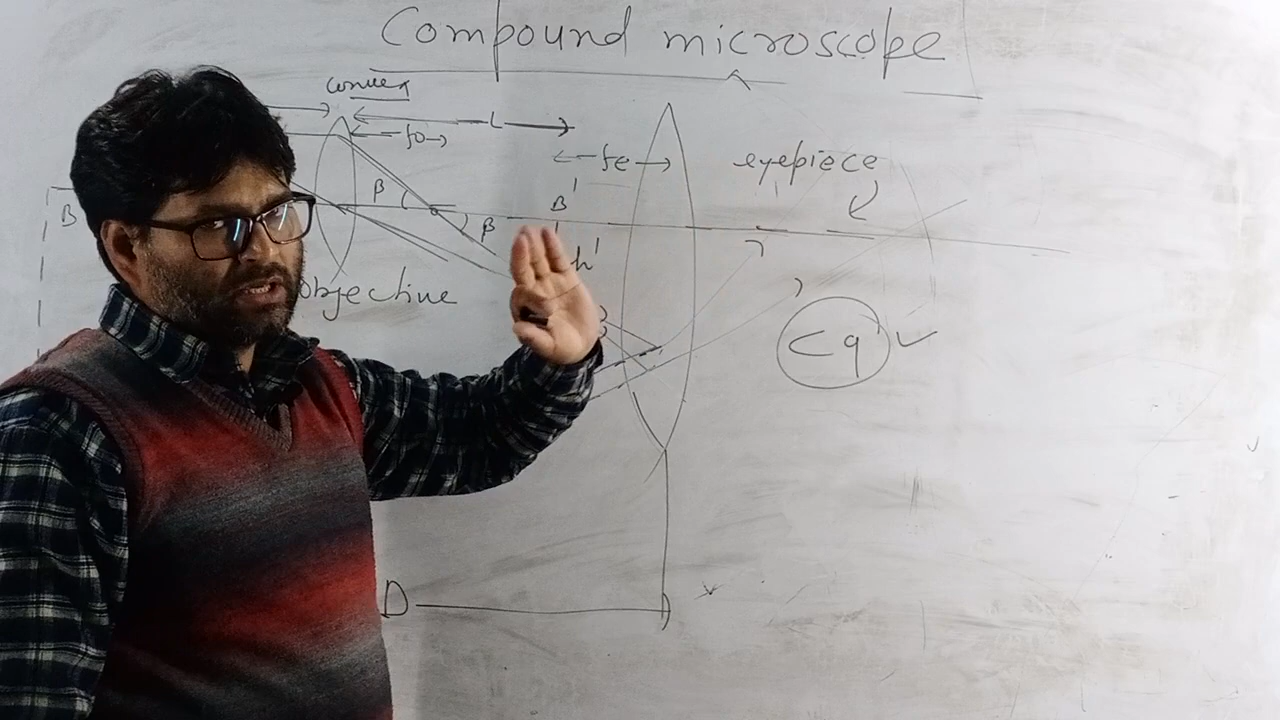 Compound microscope
convex
L
fo
fe
eyepiece
B
β
B'
β
h'
objective
D